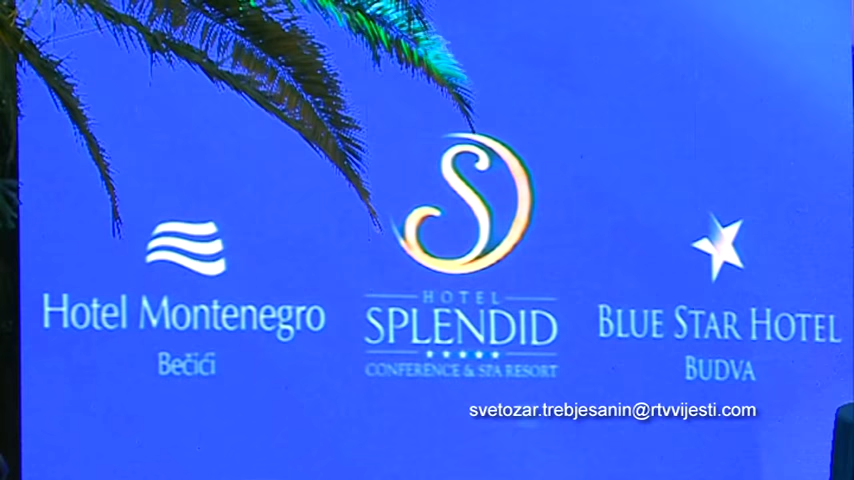 Hotel Montenegro
Bečići
HOTEL
SPLENDID
CONFERENCE & SPA RESORT
BLUE STAR HOTEL
BUDVA
svetozar.trebjesanin@rtvvijesti.com